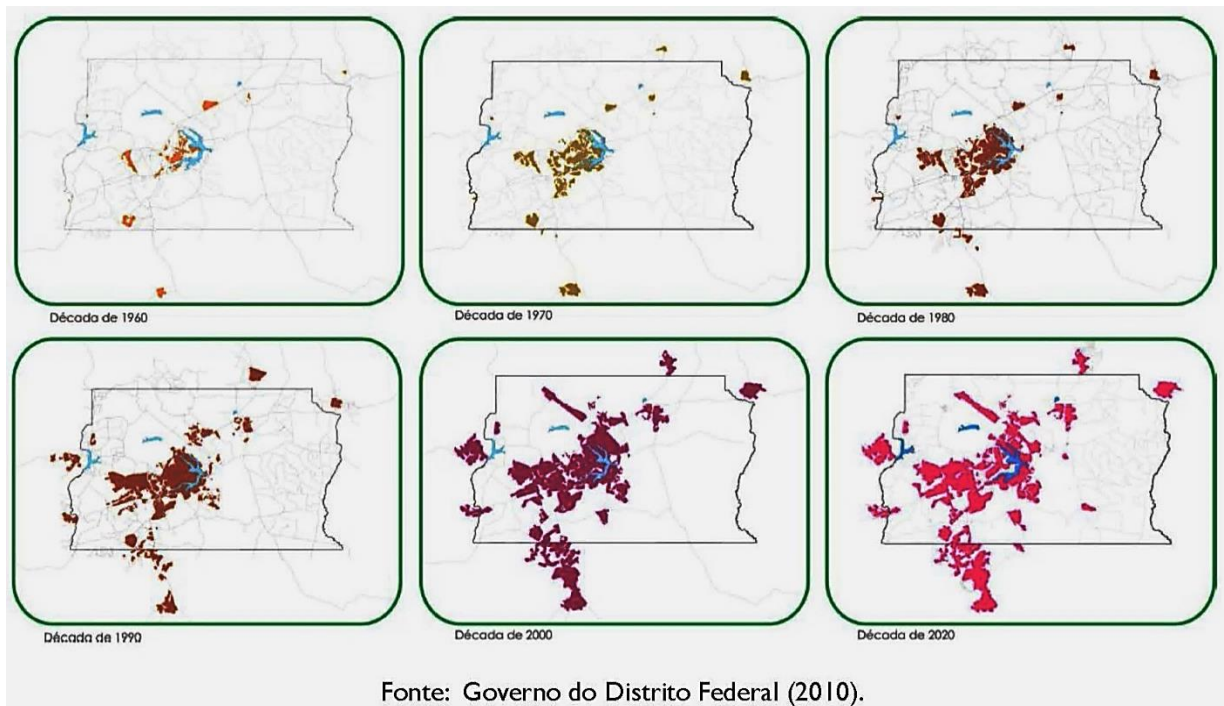 Década de 1960
Década de 1970
Década de 1980
Década de 1990
Década de 2000
Década de 2020
Fonte: Governo do Distrito Federal (2010).